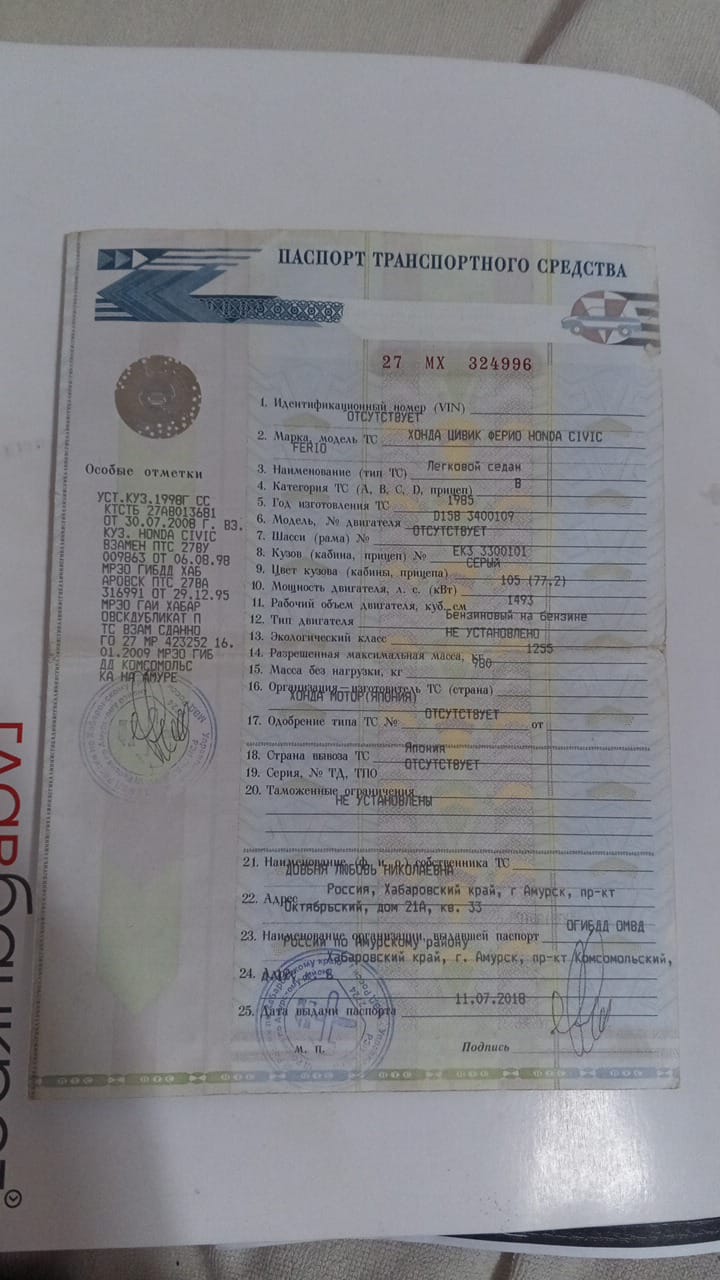 ПАСПОРТ ТРАНСПОРТНОГО СРЕДСТВА
27 МХ 324996
1. Идентификационный номер (VIN)
ОТСУТСТВУЕТ
2. Марка, модель ТС ХОНДА ЦИВИК ФЕРИО HONDA CIVIC
FERIO
3. Наименование (тип ТС) Легковой седан
4. Категория ТС (А, В, С, D, прицеп) В
5. Год изготовления ТС 1985
6. Модель, № двигателя D15B 3400109
7. Шасси (рама) № ОТСУТСТВУЕТ
8. Кузов (кабина, прицеп) № ЕК3 3300101
9. Цвет кузова (кабины, прицепа) СЕРЫЙ
10. Мощность двигателя, л. с. (кВт) 105 (77,2)
11. Рабочий объем двигателя, куб. см 1493
12. Тип двигателя Бензиновый на бензине
13. Экологический класс НЕ УСТАНОВЛЕНО
14. Разрешенная максимальная масса, кг 1255
15. Масса без нагрузки, кг 980
16. Организация—изготовитель ТС (страна)
ХОНДА МОТОР(ЯПОНИЯ)
17. Одобрение типа ТС № ОТСУТСТВУЕТ от
18. Страна вывоза ТС Япония
19. Серия, № ТД, ТПО ОТСУТСТВУЕТ
20. Таможенные ограничения
НЕ УСТАНОВЛЕНЫ
21. Наименование (ф. и. о.) собственника ТС
ДОВБНЯ ЛЮБОВЬ НИКОЛАЕВНА
22. Адрес Россия, Хабаровский край, г Амурск, пр-кт
Октябрьский, дом 21А, кв. 33
23. Наименование организации, выдавшей паспорт ОГИБДД ОМВД
России по Амурскому району
24. Адрес Хабаровский край, г. Амурск, пр-кт Комсомольский,
8
25. Дата выдачи паспорта 11.07.2018
М. П. Подпись
Особые отметки
УСТ.КУЗ.1998Г СС
КТСТБ 27АВ013681
ОТ 30.07.2008 Г. ВЗ.
КУЗ. HONDA CIVIC
ВЗАМЕН ПТС 27ВУ
009863 ОТ 06.08.98
МРЭО ГИБДД ХАБ
АРОВСК ПТС 27ВА
316991 ОТ 29.12.95
МРЭО ГАИ ХАБАР
ОВСКДУБЛИКАТ П
ТС ВЗАМ СДАННО
ГО 27 МР 423252 16.
01.2009 МРЭО ГИБ
ДД КОМСОМОЛЬС
КА НА АМУРЕ